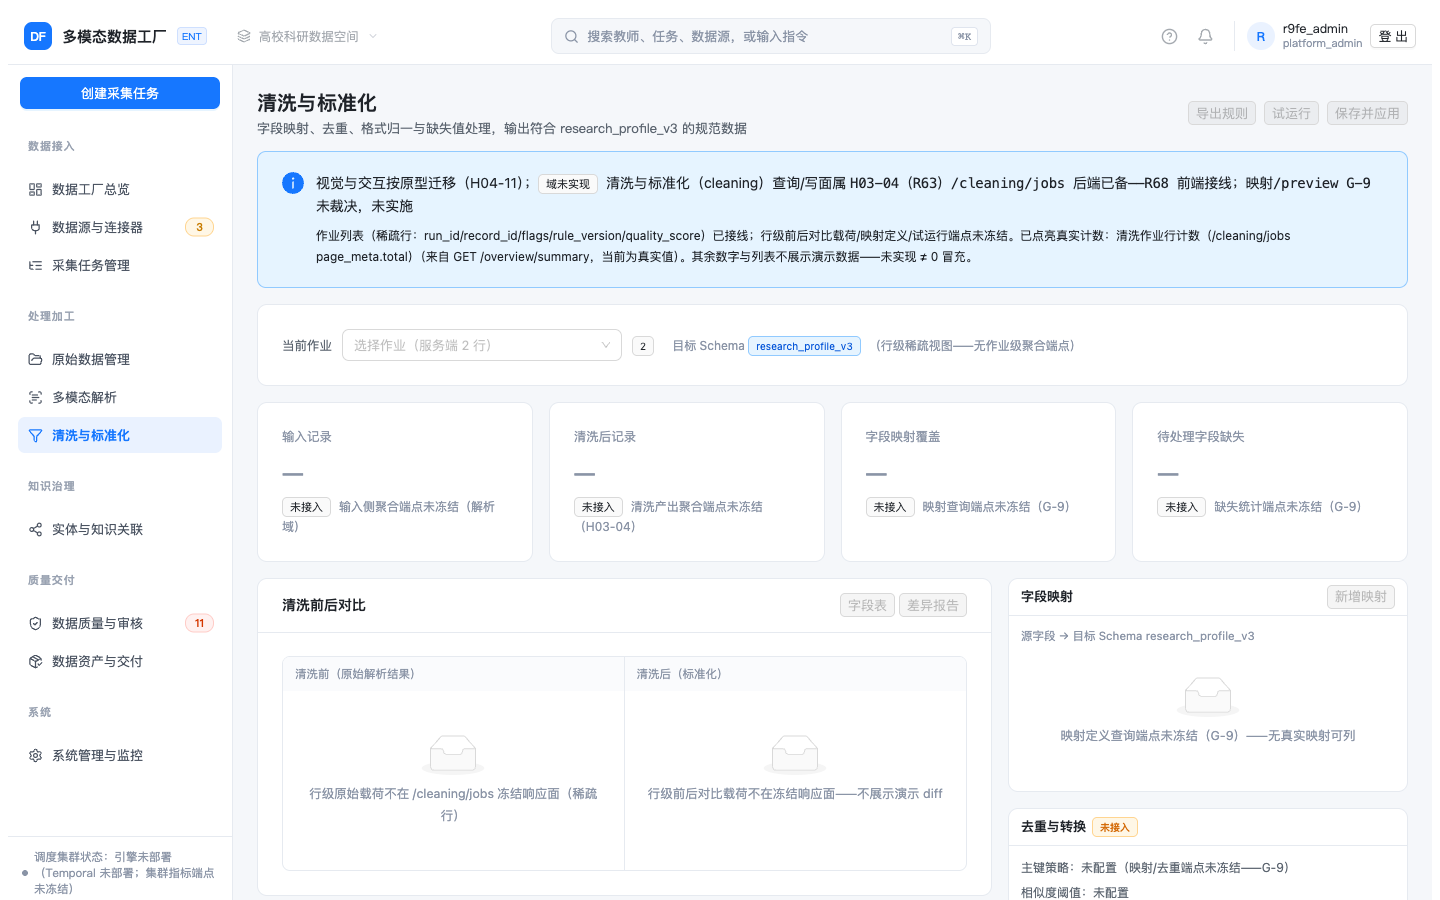 DF 多模态数据工厂 ENT 高校科研数据空间 搜索教师、任务、数据源，或输入指令 ⌘K R r9fe_admin platform_admin 登 出
创建采集任务
数据接入
数据工厂总览
数据源与连接器 3
采集任务管理
处理加工
原始数据管理
多模态解析
清洗与标准化
知识治理
实体与知识关联
质量交付
数据质量与审核 11
数据资产与交付
系统
系统管理与监控
调度集群状态：引擎未部署
（Temporal 未部署；集群指标端点
未冻结）
清洗与标准化
字段映射、去重、格式归一与缺失值处理，输出符合 research_profile_v3 的规范数据
导出规则 试运行 保存并应用
视觉与交互按原型迁移（H04-11）； 域未实现 清洗与标准化（cleaning）查询/写面属 H03-04（R63）/cleaning/jobs 后端已备——R68 前端接线；映射/preview G-9
未裁决，未实施
作业列表（稀疏行：run_id/record_id/flags/rule_version/quality_score）已接线；行级前后对比载荷/映射定义/试运行端点未冻结。已点亮真实计数：清洗作业行计数（/cleaning/jobs
page_meta.total）（来自 GET /overview/summary，当前为真实值）。其余数字与列表不展示演示数据——未实现 ≠ 0 冒充。
当前作业 选择作业（服务端 2 行） 2 目标 Schema research_profile_v3 （行级稀疏视图——无作业级聚合端点）
输入记录
—
未接入 输入侧聚合端点未冻结（解析
域）
清洗后记录
—
未接入 清洗产出聚合端点未冻结
（H03-04）
字段映射覆盖
—
未接入 映射查询端点未冻结（G-9）
待处理字段缺失
—
未接入 缺失统计端点未冻结（G-9）
清洗前后对比 字段表 差异报告
清洗前（原始解析结果）
行级原始载荷不在 /cleaning/jobs 冻结响应面（稀疏
行）
清洗后（标准化）
行级前后对比载荷不在冻结响应面——不展示演示 diff
字段映射 新增映射
源字段 → 目标 Schema research_profile_v3
映射定义查询端点未冻结（G-9）——无真实映射可列
去重与转换 未接入
主键策略：未配置（映射/去重端点未冻结——G-9）
相似度阈值：未配置